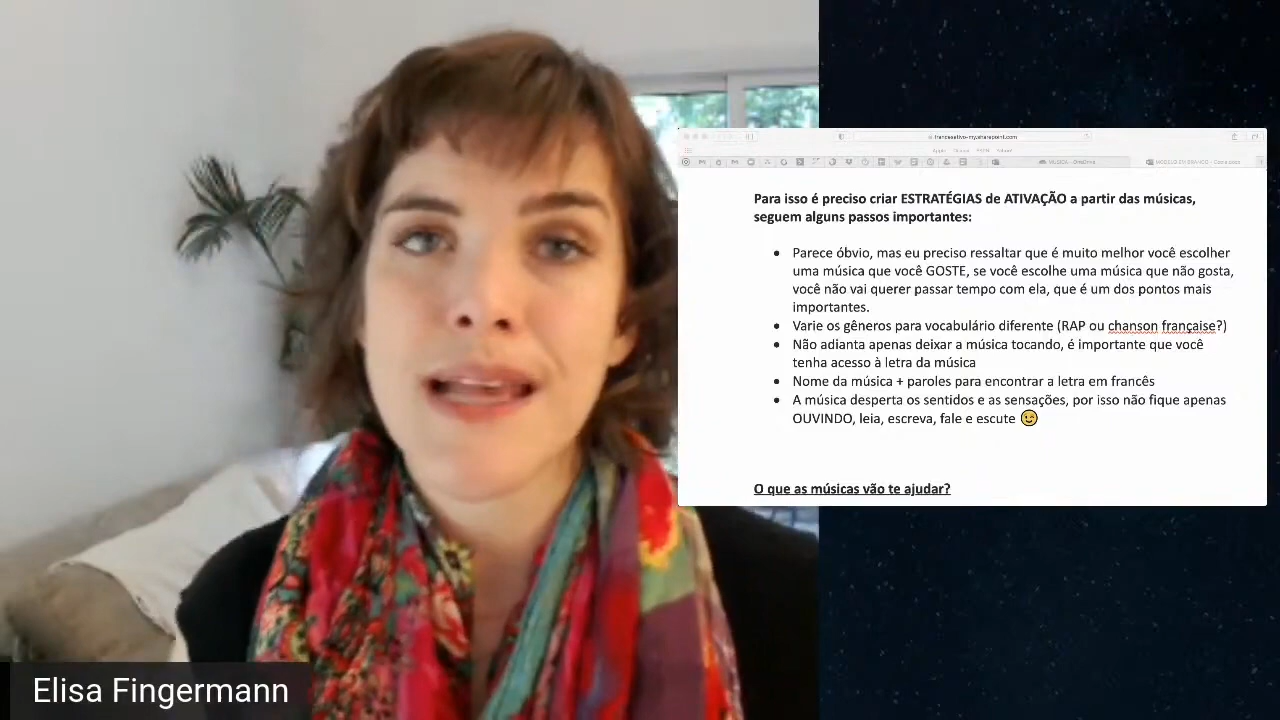 francesativo-my.sharepoint.com
Para isso é preciso criar ESTRATÉGIAS de ATIVAÇÃO a partir das músicas,
seguem alguns passos importantes:
• Parece óbvio, mas eu preciso ressaltar que é muito melhor você escolher
uma música que você GOSTE, se você escolhe uma música que não gosta,
você não vai querer passar tempo com ela, que é um dos pontos mais
importantes.
• Varie os gêneros para vocabulário diferente (RAP ou chanson française?)
• Não adianta apenas deixar a música tocando, é importante que você
tenha acesso à letra da música
• Nome da música + paroles para encontrar a letra em francês
• A música desperta os sentidos e as sensações, por isso não fique apenas
OUVINDO, leia, escreva, fale e escute 😉
O que as músicas vão te ajudar?
Elisa Fingermann